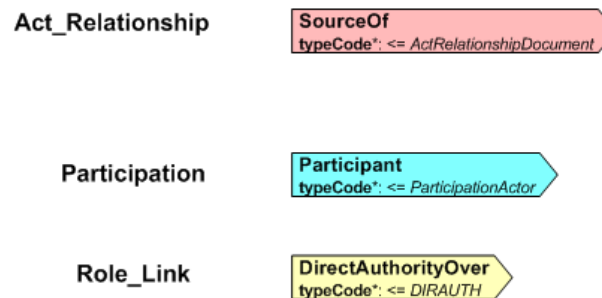 Act_Relationship
SourceOf
typeCode*: <= ActRelationshipDocument
Participation
Participant
typeCode*: <= ParticipationActor
Role_Link
DirectAuthorityOver
typeCode*: <= DIRAUTH